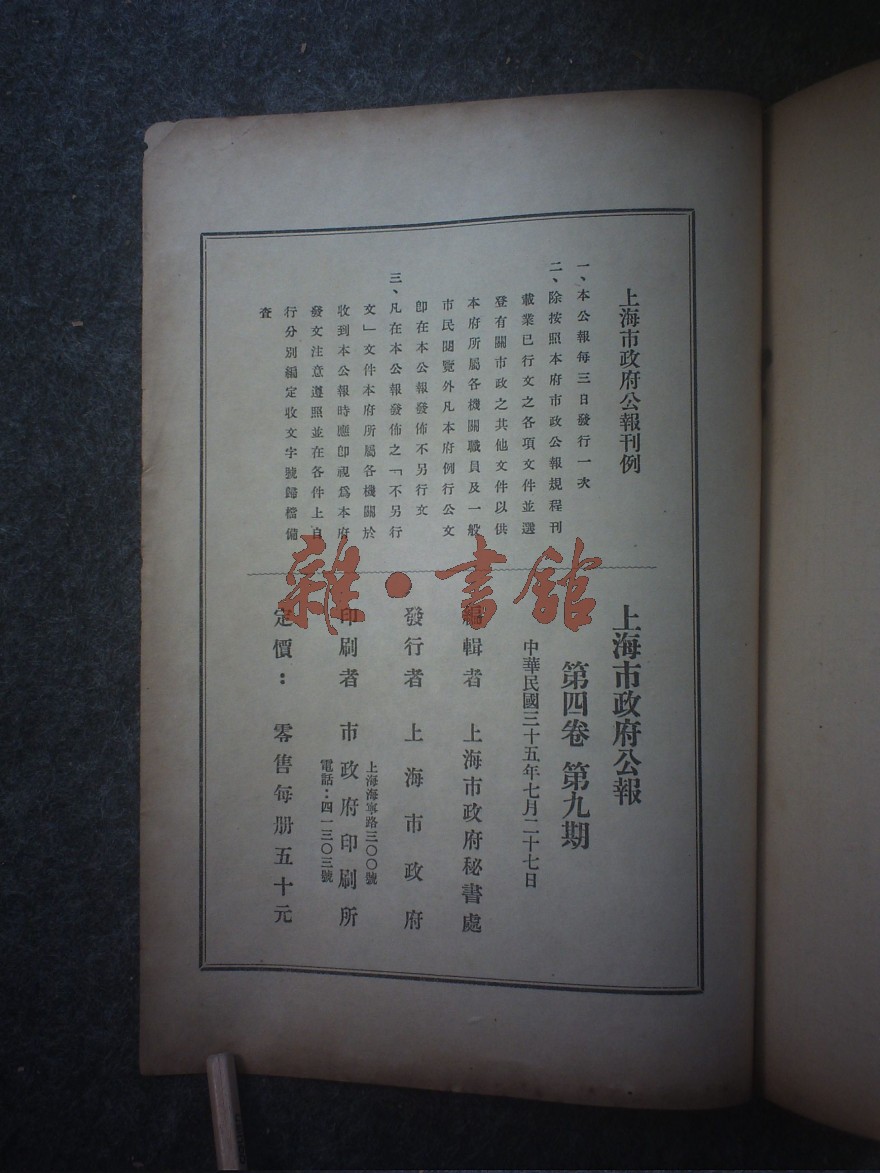 上海市政府公報刊例
一、本公報每三日發行一次
二、除按照本府市政公報規程刊
載業已行文之各項文件並選
登有關市政之其他文件以供
本府所屬各機關職員及一般
市民閱覽外凡本府例行公文
卽在本公報發佈不另行文
三、凡在本公報發佈之「不另行
文」文件本府所屬各機關於
收到本公報時應卽視爲本府
發文注意遵照並在各件上自
行分別編定收文字號歸檔備
查
上海市政府公報
第四卷 第九期
中華民國三十五年七月二十七日
編輯者 上海市政府秘書處
發行者 上海市政府
印刷者 市政府印刷所
上海海寧路三〇〇號
電話：四一三〇三號
定價： 零售每册五十元
雜·書館